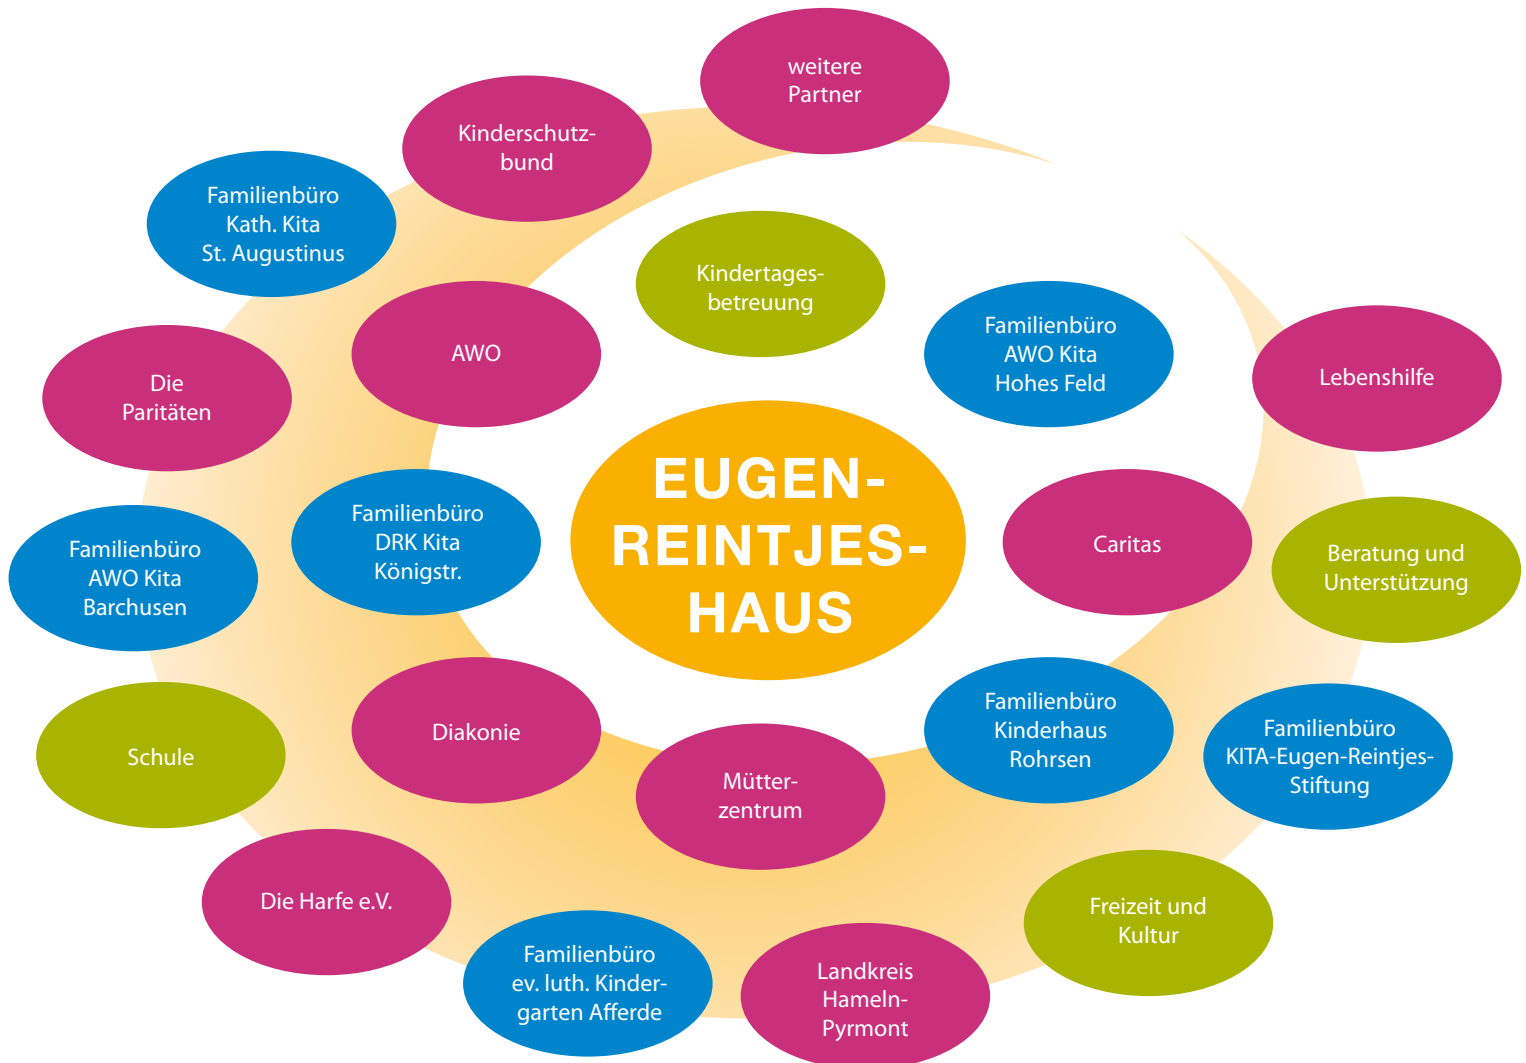 weitere
Partner
Kinderschutz-
bund
Familienbüro
Kath. Kita
St. Augustinus
Kindertages-
betreuung
Familienbüro
AWO Kita
Hohes Feld
AWO
Lebenshilfe
Die
Paritäten
EUGEN-
REINTJES-
HAUS
Familienbüro
DRK Kita
Königstr.
Caritas
Familienbüro
AWO Kita
Barchusen
Beratung und
Unterstützung
Familienbüro
Kinderhaus
Rohrsen
Familienbüro
KITA-Eugen-Reintjes-
Stiftung
Diakonie
Schule
Mütter-
zentrum
Die Harfe e.V.
Freizeit und
Kultur
Familienbüro
ev. luth. Kinder-
garten Afferde
Landkreis
Hameln-
Pyrmont